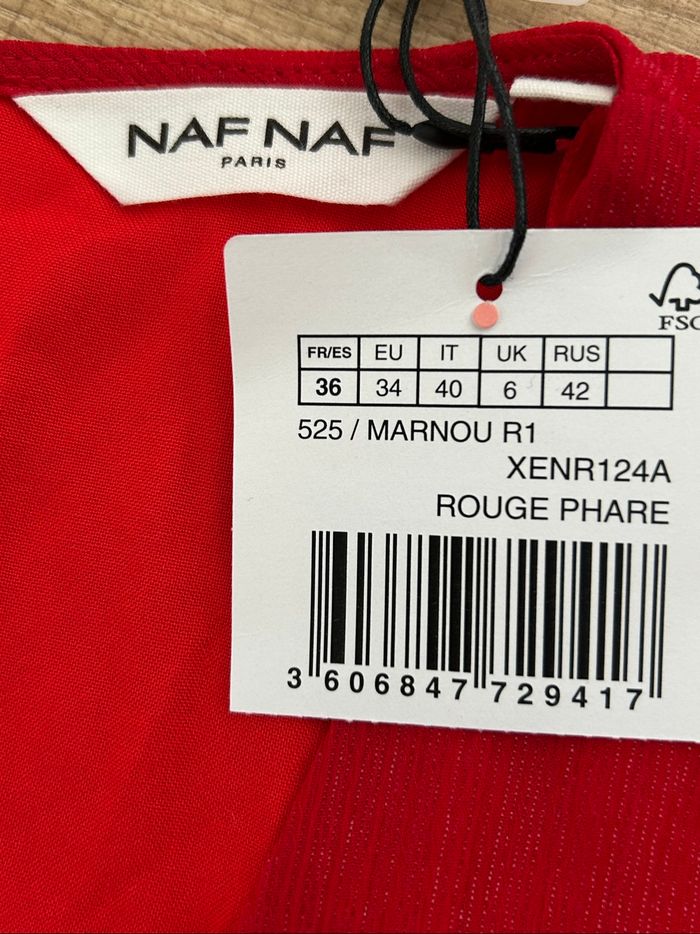 NAF NAF
PARIS
FSC
FR/ES EU IT UK RUS
36 34 40 6 42
525 / MARNOU R1
XENR124A
ROUGE PHARE
3 606847 729417